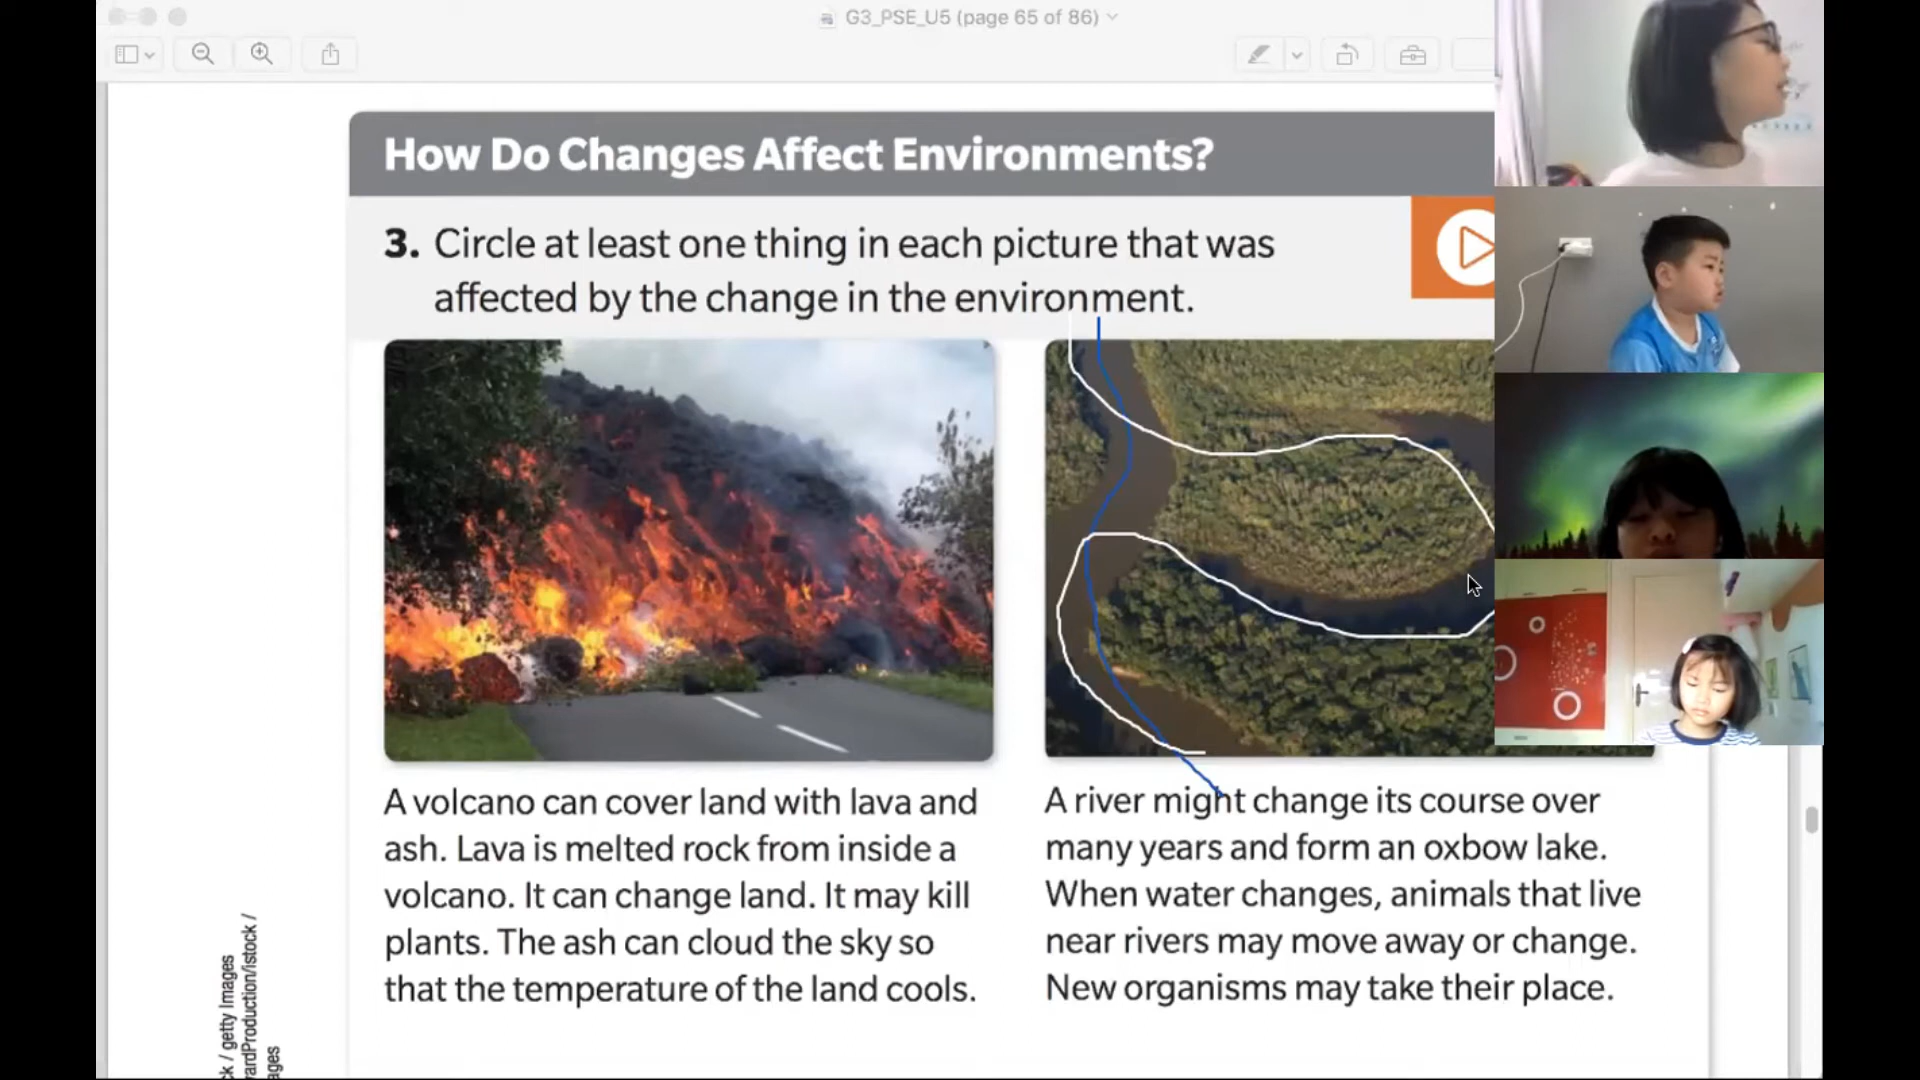 G3_PSE_U5 (page 65 of 86)
How Do Changes Affect Environments?
3. Circle at least one thing in each picture that was
affected by the change in the environment.
A volcano can cover land with lava and
ash. Lava is melted rock from inside a
volcano. It can change land. It may kill
plants. The ash can cloud the sky so
that the temperature of the land cools.
A river might change its course over
many years and form an oxbow lake.
When water changes, animals that live
near rivers may move away or change.
New organisms may take their place.
ck / getty Images
vardProduction/istock /
ages